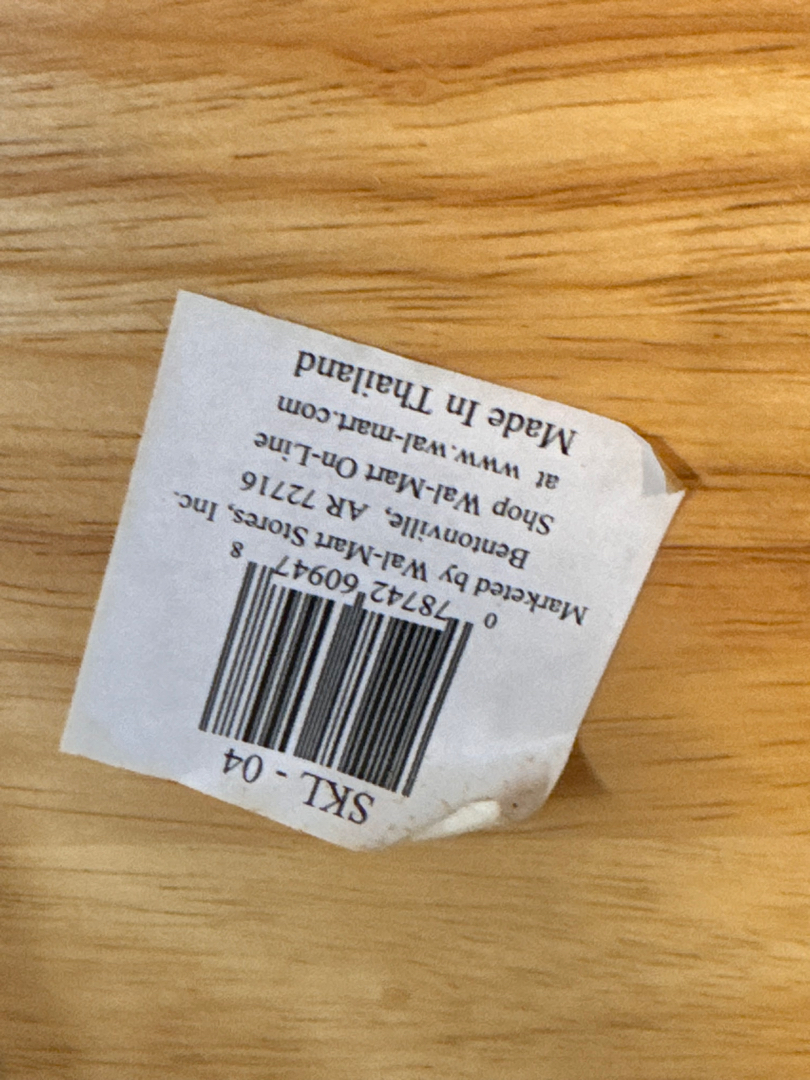 SKL - 04
0 78742 60947 8
Marketed by Wal-Mart Stores, Inc.
Bentonville, AR 72716
Shop Wal-Mart On-Line
at www.wal-mart.com
Made In Thailand